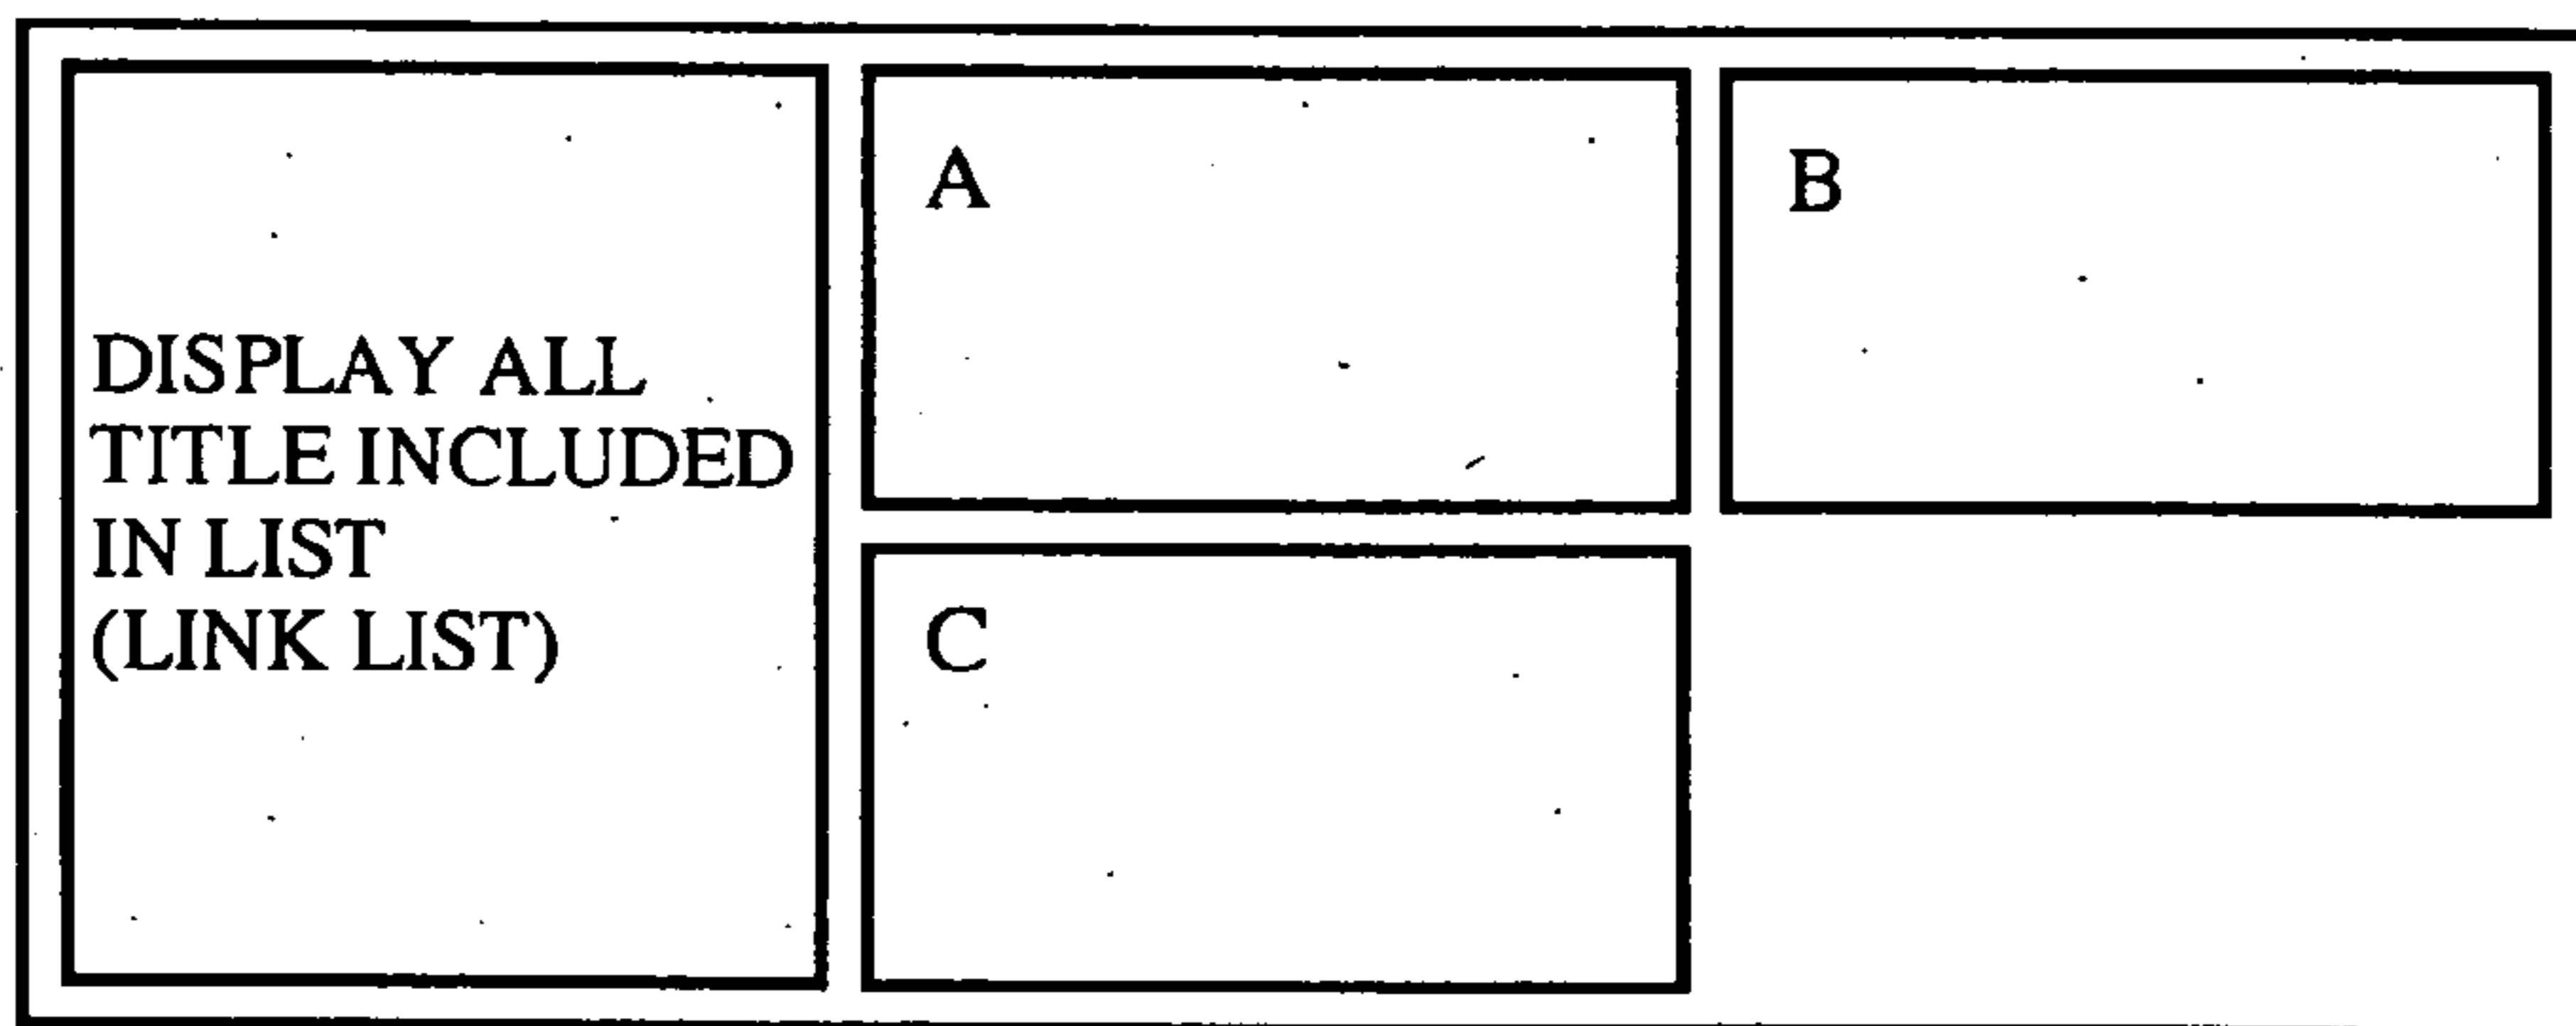 DISPLAY ALL
TITLE INCLUDED
IN LIST
(LINK LIST)
A
B
C